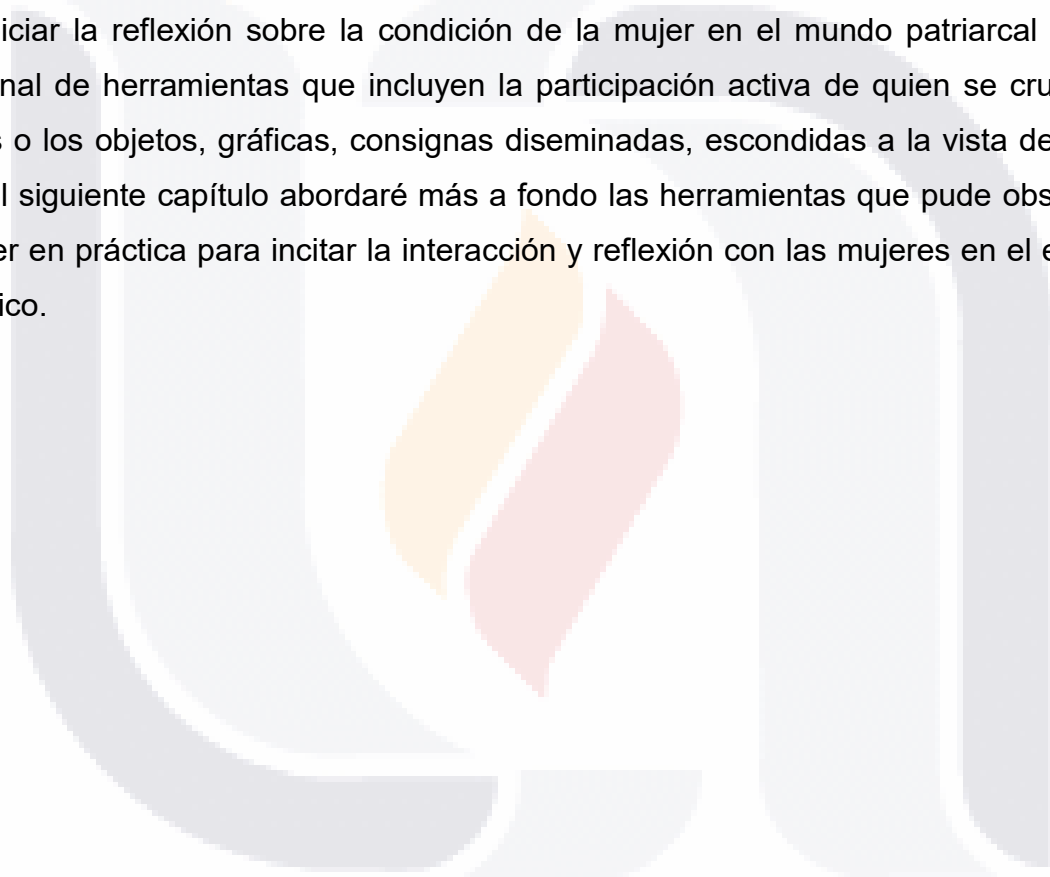 iciar la reflexión sobre la condición de la mujer en el mundo patriarcal
nal de herramientas que incluyen la participación activa de quien se cru
s o los objetos, gráficas, consignas diseminadas, escondidas a la vista de
l siguiente capítulo abordaré más a fondo las herramientas que pude obs
er en práctica para incitar la interacción y reflexión con las mujeres en el e
ico.